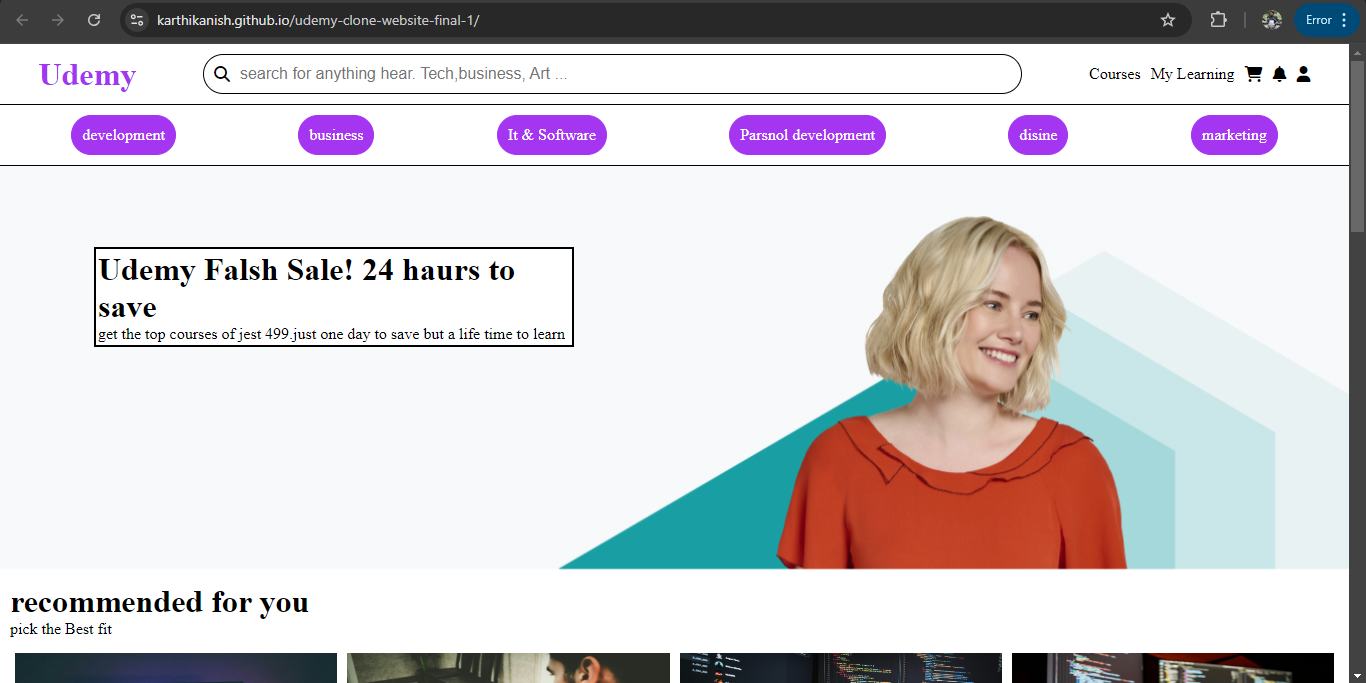 karthikanish.github.io/udemy-clone-website-final-1/
Error
Udemy
search for anything hear. Tech,business, Art ...
Courses My Learning
development business It & Software Parsnol development disine marketing
Udemy Falsh Sale! 24 haurs to
save
get the top courses of jest 499.just one day to save but a life time to learn
recommended for you
pick the Best fit